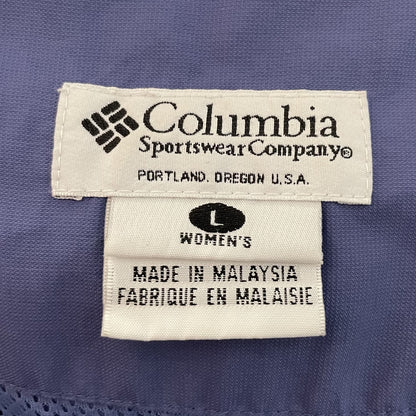 Columbia
Sportswear Company®
PORTLAND, OREGON U.S.A.
L
WOMEN'S
MADE IN MALAYSIA
FABRIQUE EN MALAISIE